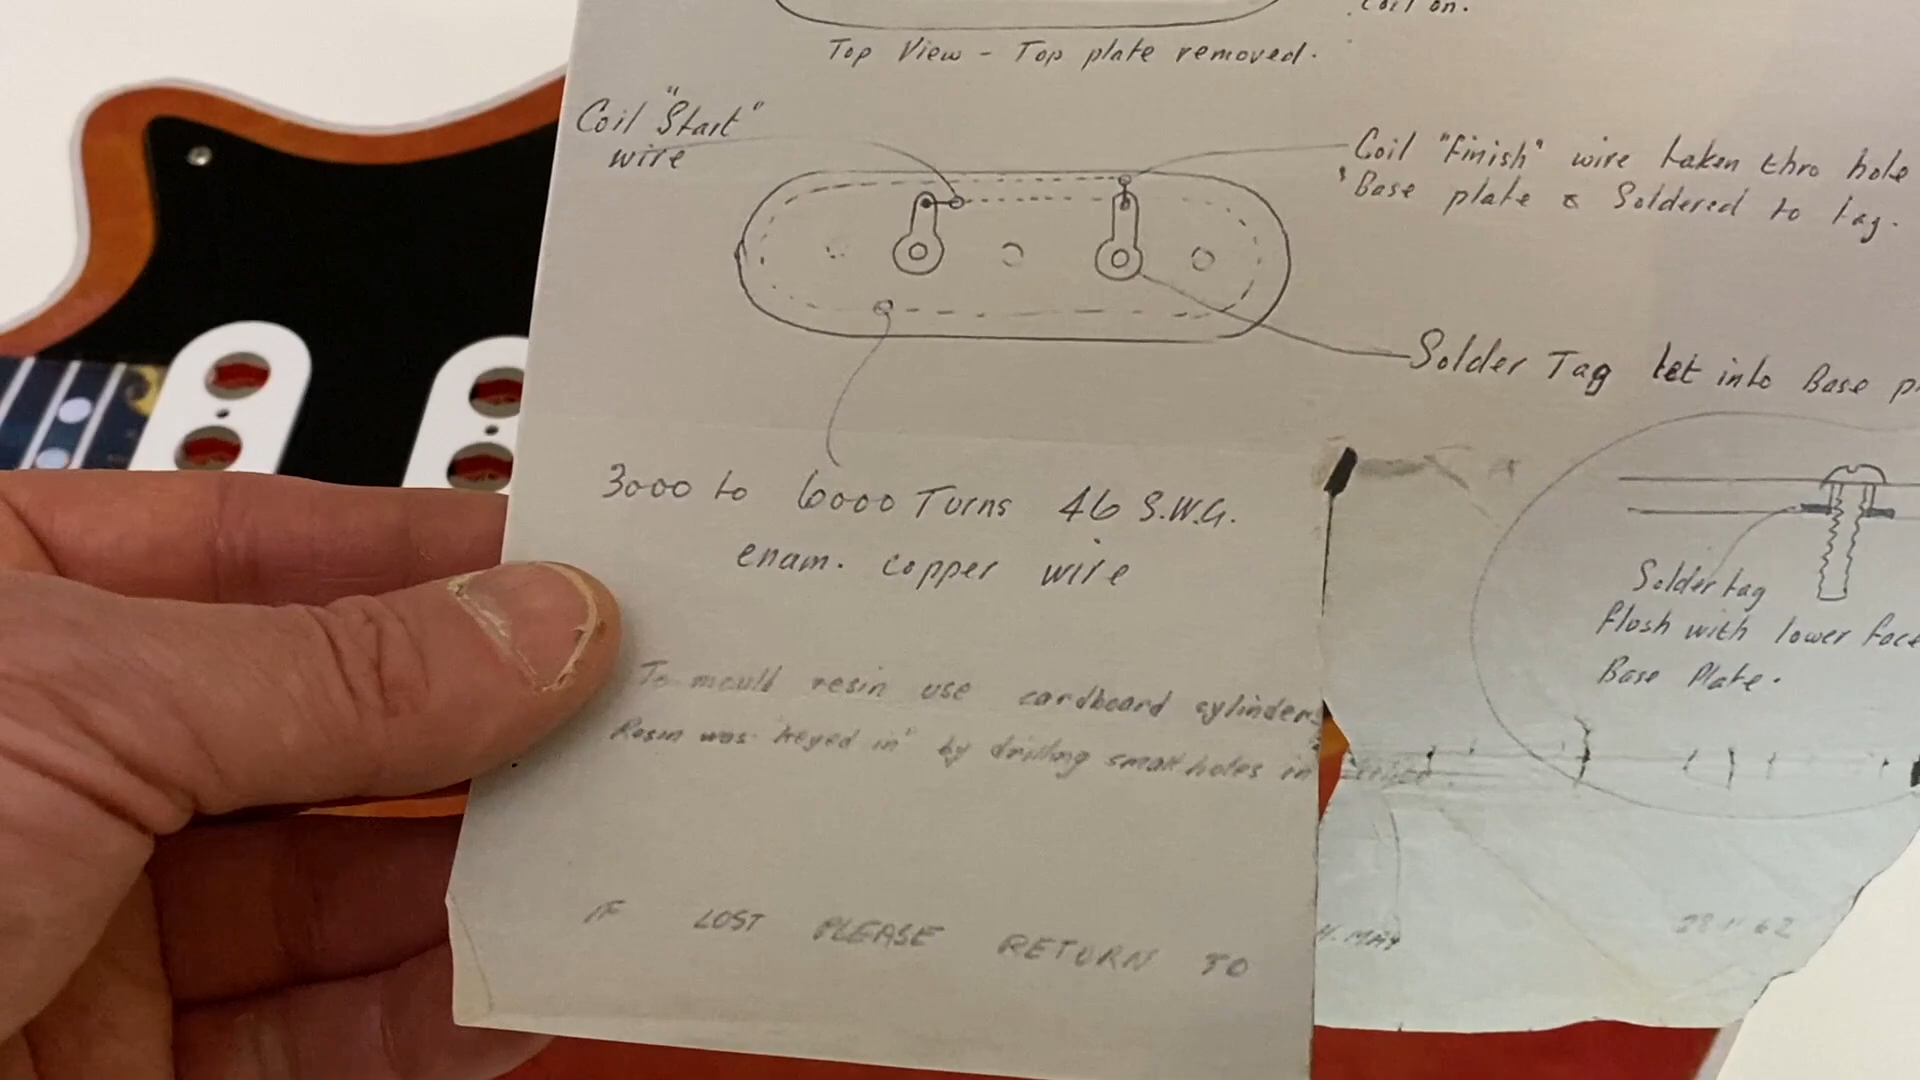 Coil on.
Top View - Top plate removed.
Coil "Start"
wire
Coil "Finish" wire taken thro hole
Base plate & Soldered to tag.
Solder Tag let into Base p
3000 to 6000 Turns 46 S.W.G.
enam. copper wire
Solder tag
flush with lower face
Base Plate.
To mould resin use cardboard cylinder
Resin was "keyed in" by drilling small holes in
IF LOST PLEASE RETURN TO
H. MAY